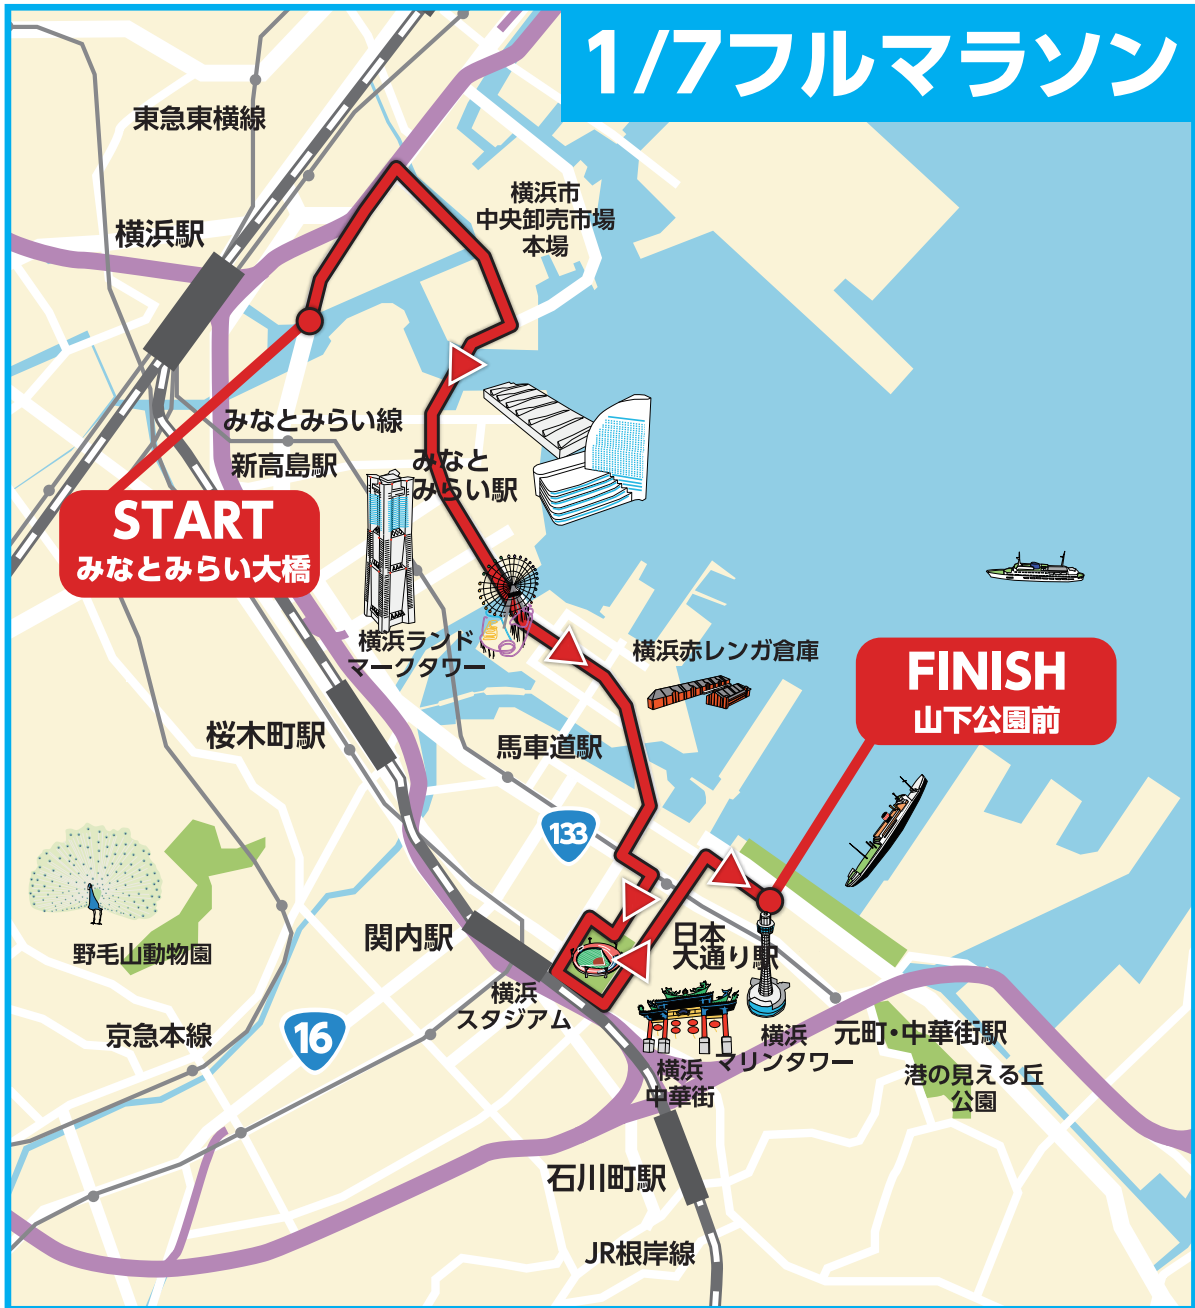 1/7フルマラソン
東急東横線
横浜市
中央卸売市場
本場
横浜駅
みなとみらい線
新高島駅
みなと
みらい駅
START
みなとみらい大橋
横浜ランド
マークタワー
横浜赤レンガ倉庫
FINISH
山下公園前
桜木町駅
馬車道駅
133
野毛山動物園
関内駅
日本
大通り駅
横浜
スタジアム
京急本線
16
横浜
マリンタワー
元町・中華街駅
横浜
中華街
港の見える丘
公園
石川町駅
JR根岸線